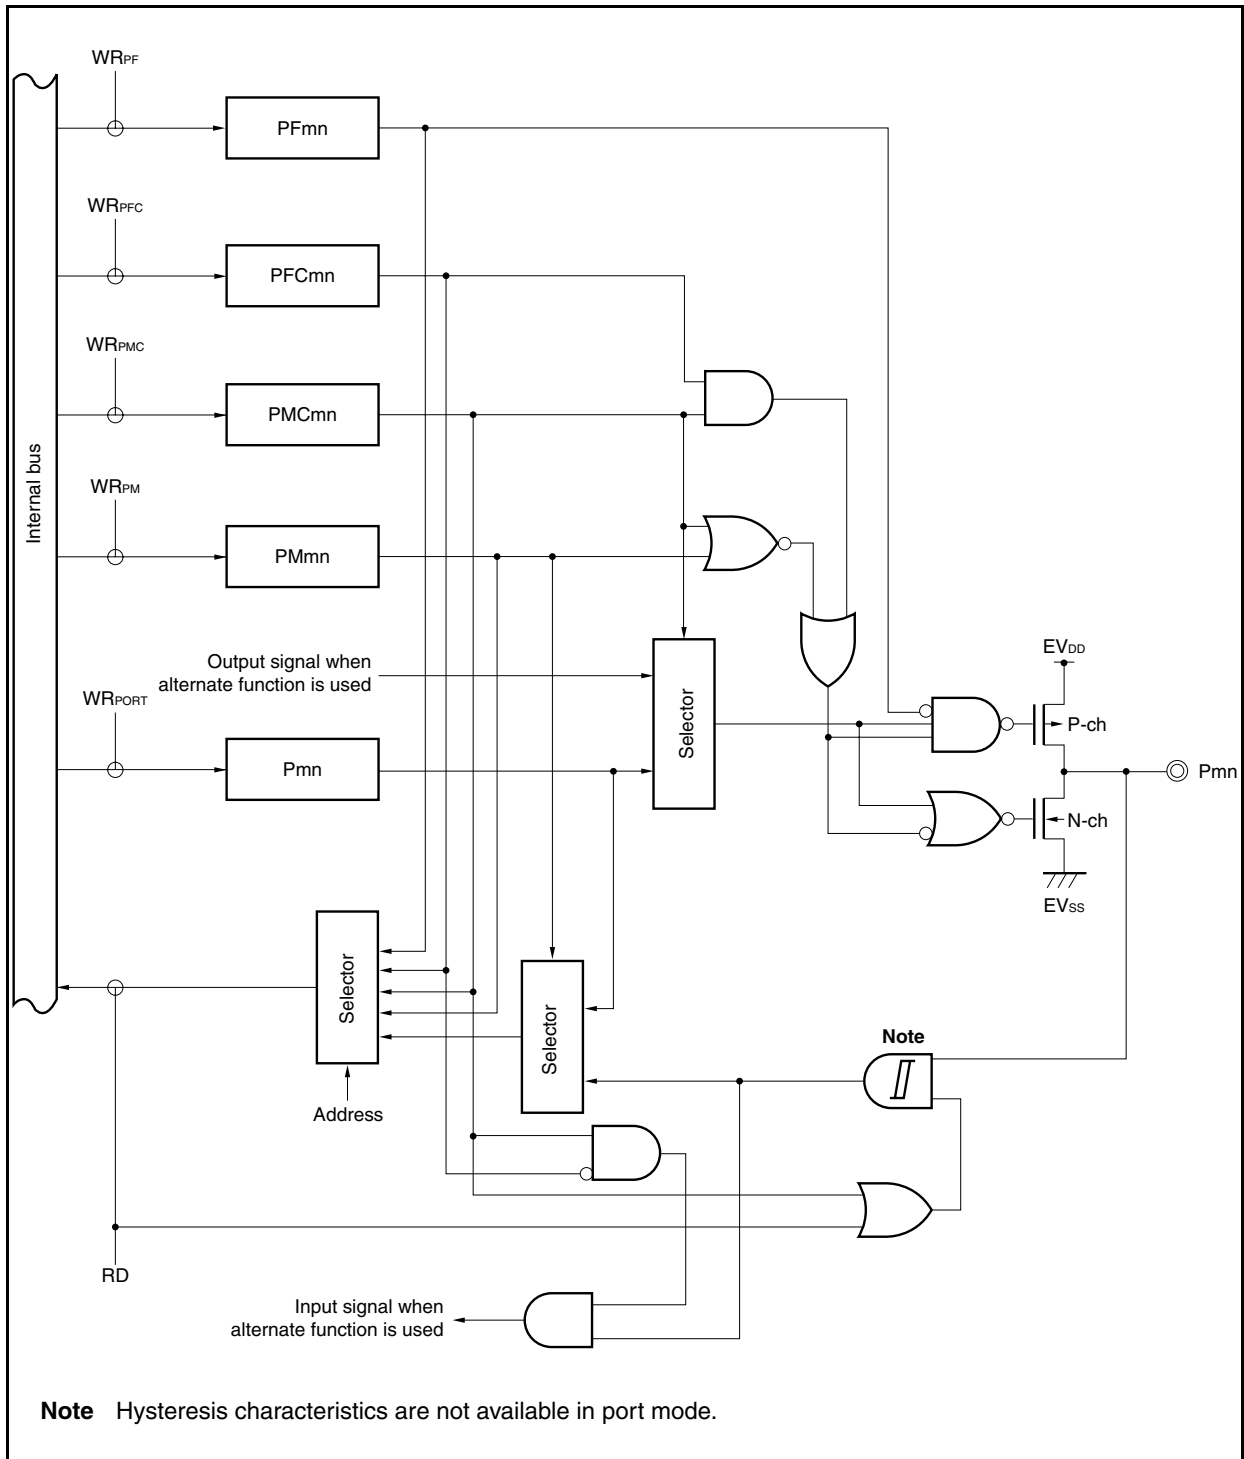 WRPF
PFmn
WRPFC
PFCmn
WRPMC
PMCmn
Internal bus
WRPM
PMmn
Output signal when
alternate function is used
WRPORT
Pmn
Selector
EVDD
P-ch
Pmn
N-ch
EVSS
Selector
Selector
Note
Address
RD
Input signal when
alternate function is used
Note Hysteresis characteristics are not available in port mode.